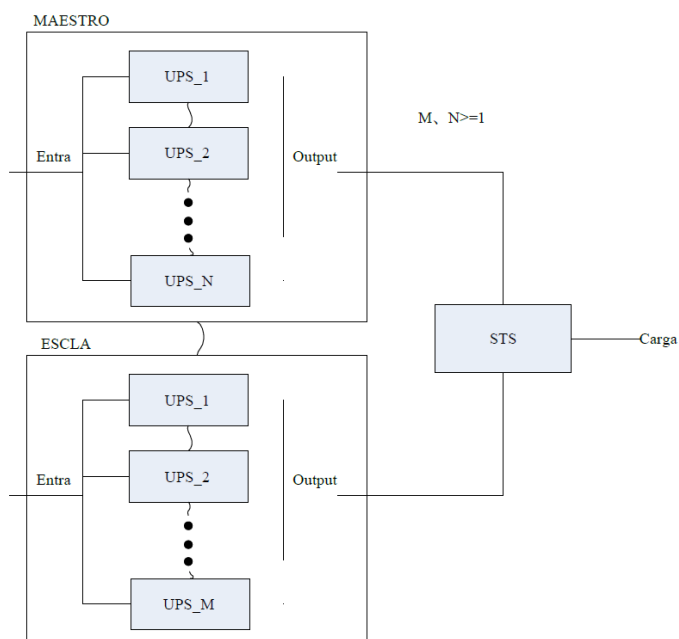 MAESTRO
UPS_1
M、N>=1
UPS_2
Entra
Output
UPS_N
STS
Carga
ESCLA
UPS_1
UPS_2
Entra
Output
UPS_M